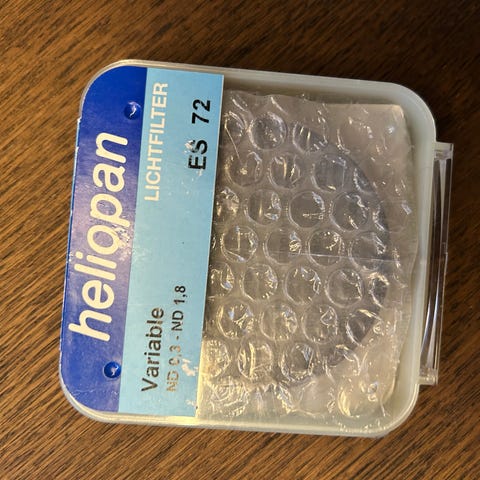 heliopan
LICHTFILTER
Variable
ND 0,3 - ND 1,8
ES 72